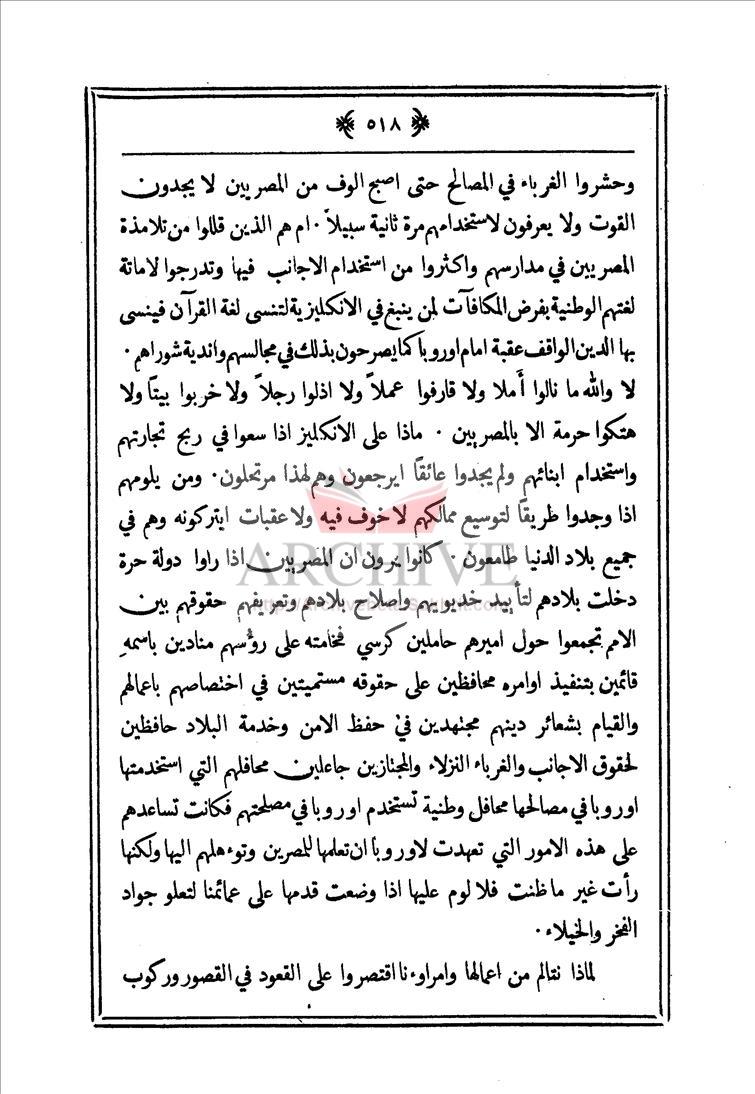 ٥١٨
وحشروا الغرباء في المصالح حتى اصبح الوف من المصريين لا يجدون
القوت ولا يعرفون لاستخدامهم مرة ثانية سبيلاً ٠ ام هم الذين قللوا من تلامذة
المصريين في مدارسهم واكثروا من استخدام الاجانب فيها وتدرجوا لاماتة
لغتهم الوطنية بفرض المكافآت لمن ينبغ في الانكليزية لتنسى لغة القرآن فينسى
بها الدين الواقف عقبة امام اوروبا كما يصرحون بذلك في مجالسهم واندية شوراهم ٠
لا والله ما نالوا أملا ولا قارفوا عملاً ولا اذلوا رجلاً ولا خربوا بيتًا ولا
هتكوا حرمة الا بالمصريين ٠ ماذا على الانكليز اذا سعوا في ربح تجارتهم
واستخدام ابنائهم ولم يجدوا عائقًا ايرجعون وهم لهذا مرتحلون ٠ ومن يلومهم
اذا وجدوا طريقًا لتوسيع ممالكهم لا خوف فيه ولا عقبات ايتركونه وهم في
جميع بلاد الدنيا طامعون ٠ كانوا يرون ان المصريين اذا راوا دولة حرة
ARCHIVE
دخلت بلادهم لتأييد خديويهم واصلاح بلادهم وتعريفهم حقوقهم بين
الامم تجمعوا حول اميرهم حاملين كرسي فخامته على رؤسهم منادين باسمهِ
قائمين بتنفيذ اوامره محافظين على حقوقه مستميتين في اختصاصهم باعمالهم
والقيام بشعائر دينهم مجتهدين في حفظ الامن وخدمة البلاد حافظين
لحقوق الاجانب والغرباء النزلاء والمجتازين جاعلين محافلهم التي استخدمتها
اوروبا في مصالحها محافل وطنية تستخدم اوروبا في مصلحتهم فكانت تساعدهم
على هذه الامور التي تعهدت لاوروبا ان تعلمها للمصرين وتوءهلهم اليها ولكنها
رأت غير ما ظنت فلا لوم عليها اذا وضعت قدمها على عمائمنا لتعلو جواد
الفخر والخيلاء ٠
لماذا نتالم من اعمالها وامراوءنا اقتصروا على القعود في القصور وركوب